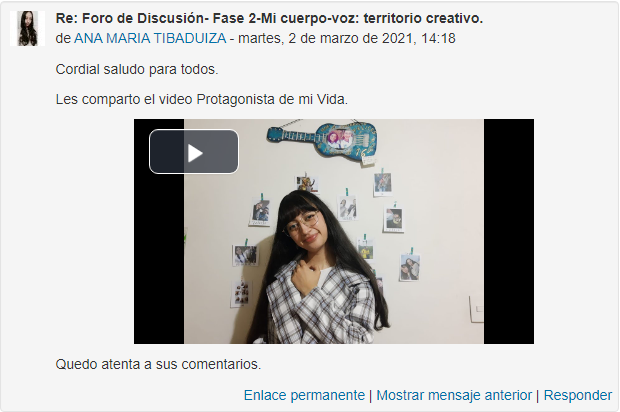 Re: Foro de Discusión- Fase 2-Mi cuerpo-voz: territorio creativo.
de ANA MARIA TIBADUIZA - martes, 2 de marzo de 2021, 14:18
Cordial saludo para todos.
Les comparto el video Protagonista de mi Vida.
Quedo atenta a sus comentarios.
Enlace permanente | Mostrar mensaje anterior | Responder